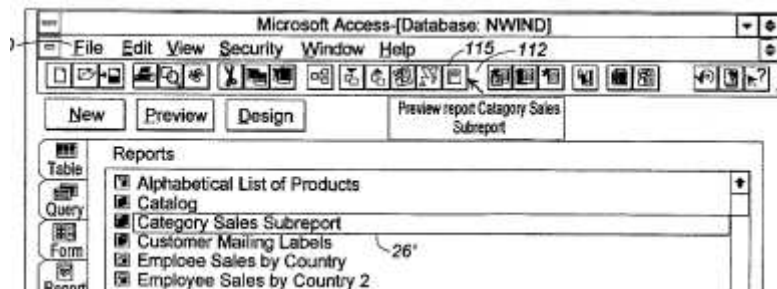 Microsoft Access-[Database: NWIND]
File Edit View Security Window Help 115 112
New Preview Design
Preview report Catagory Sales
Subreport
Table
Reports
Alphabetical List of Products
Query
Catalog
Category Sales Subreport
Form
Customer Mailing Labels
26'
Emploee Sales by Country
Report
Employee Sales by Country 2